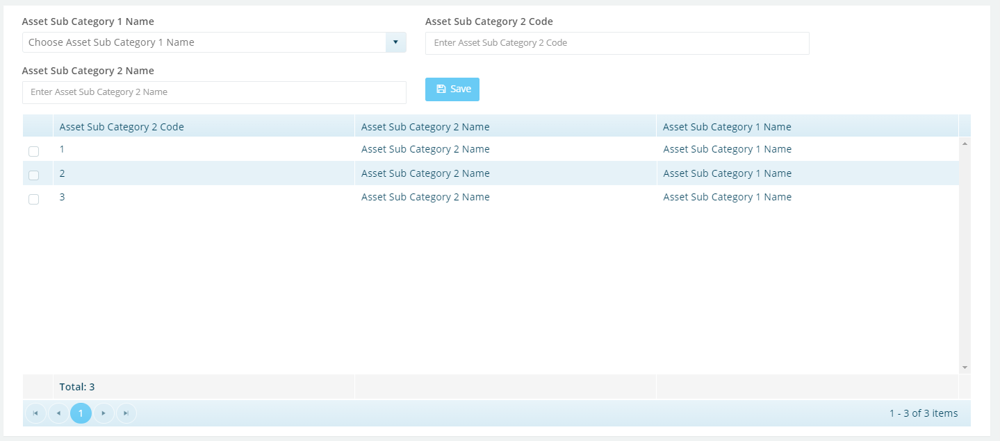 Asset Sub Category 1 Name
Choose Asset Sub Category 1 Name
Asset Sub Category 2 Code
Enter Asset Sub Category 2 Code
Asset Sub Category 2 Name
Enter Asset Sub Category 2 Name
Save
Asset Sub Category 2 Code Asset Sub Category 2 Name Asset Sub Category 1 Name
1 Asset Sub Category 2 Name Asset Sub Category 1 Name
2 Asset Sub Category 2 Name Asset Sub Category 1 Name
3 Asset Sub Category 2 Name Asset Sub Category 1 Name
Total: 3
1 1 - 3 of 3 items